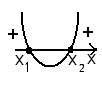 + +
x₁ x₂ x